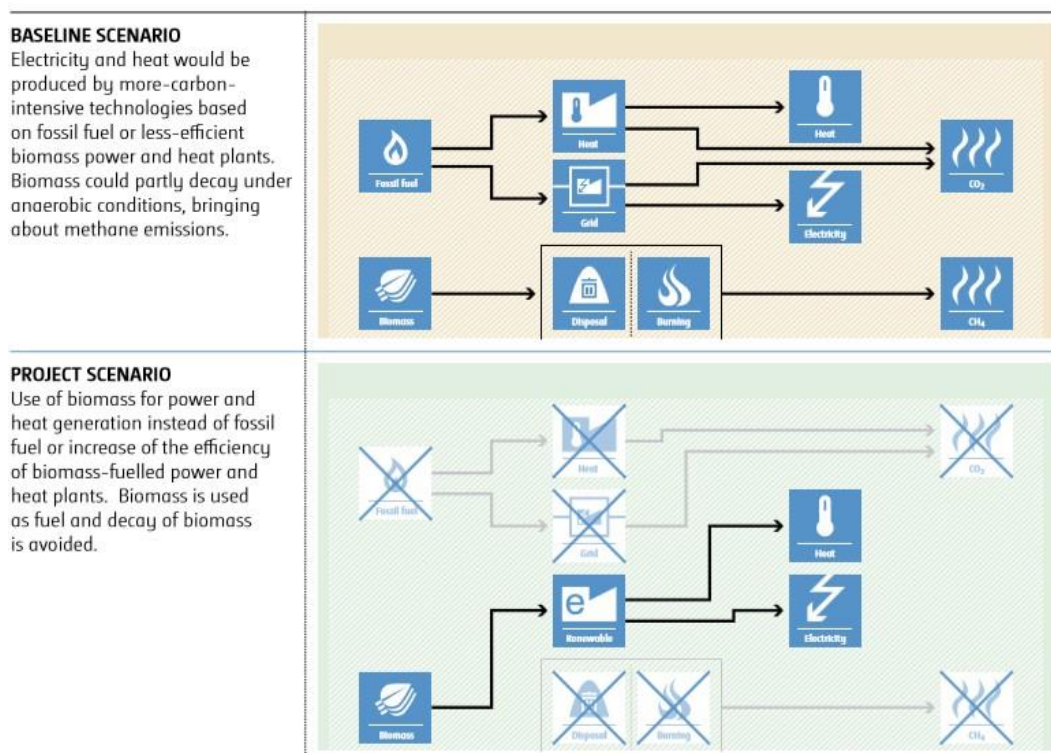 BASELINE SCENARIO
Electricity and heat would be
produced by more-carbon-
intensive technologies based
on fossil fuel or less-efficient
biomass power and heat plants.
Biomass could partly decay under
anaerobic conditions, bringing
about methane emissions.
Fossil fuel
Heat
Grid
Heat
Electricity
CO₂
Biomass
Disposal
Burning
CH₄
PROJECT SCENARIO
Use of biomass for power and
heat generation instead of fossil
fuel or increase of the efficiency
of biomass-fuelled power and
heat plants. Biomass is used
as fuel and decay of biomass
is avoided.
Fossil fuel
Heat
Grid
CO₂
e
Renewable
Heat
Electricity
Biomass
Disposal
Burning
CH₄